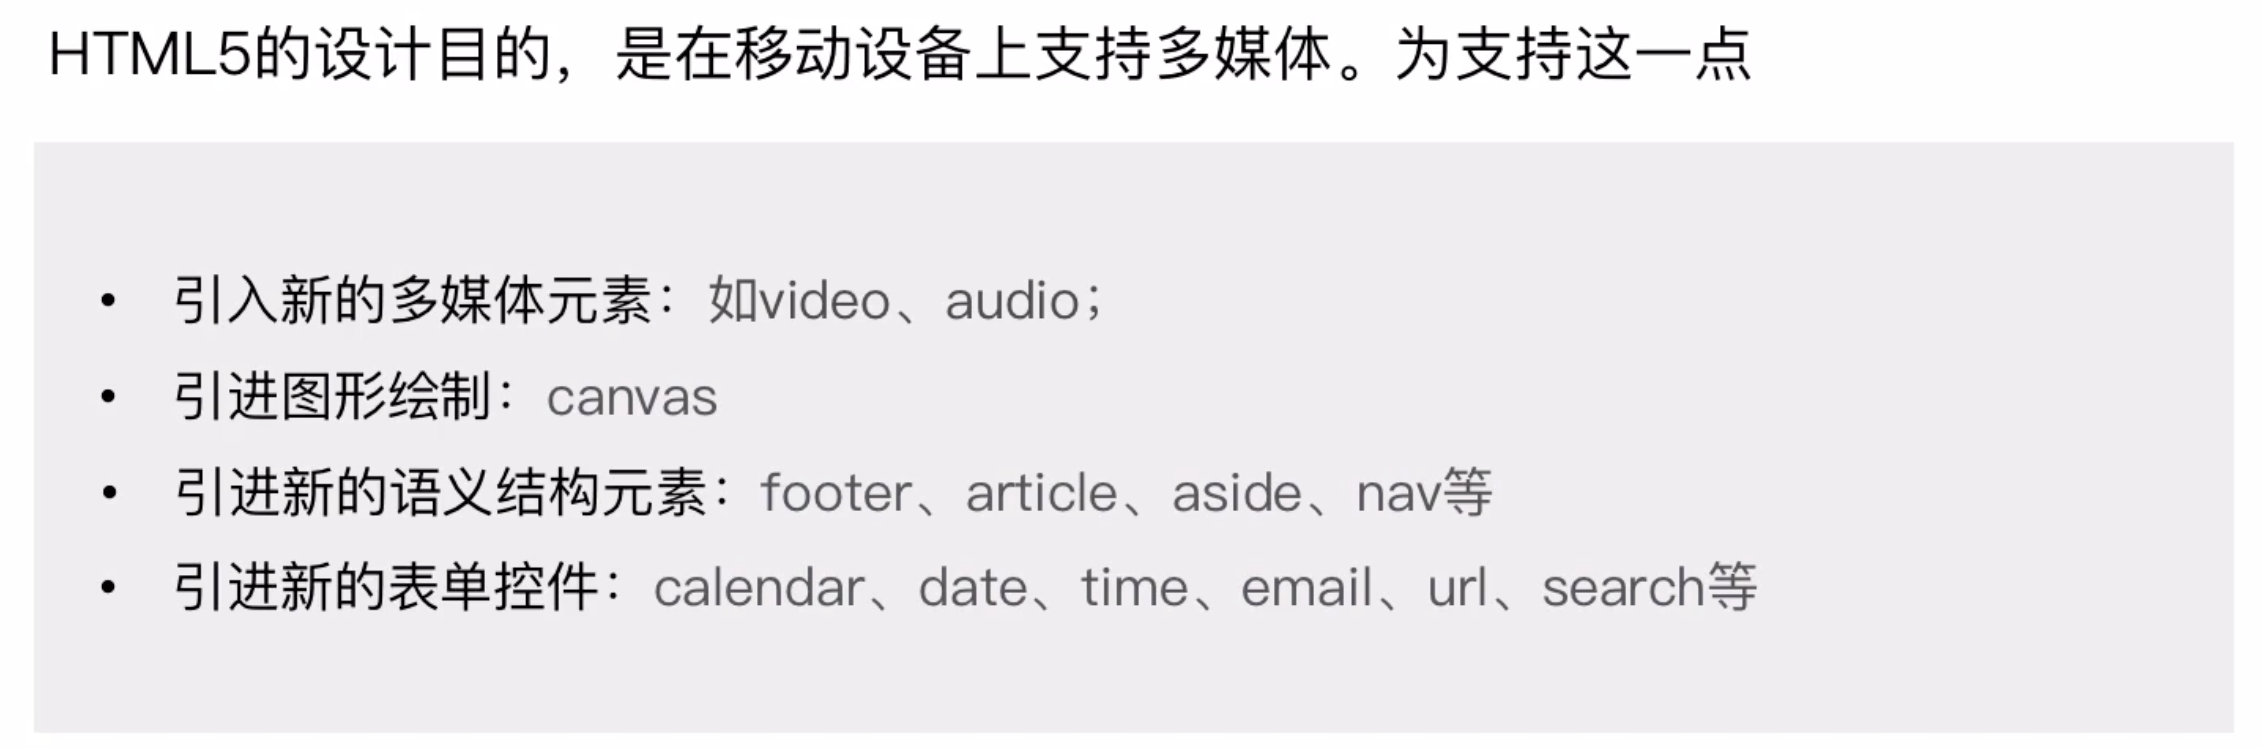 HTML5的设计目的，是在移动设备上支持多媒体。为支持这一点
• 引入新的多媒体元素：如video、audio；
• 引进图形绘制：canvas
• 引进新的语义结构元素：footer、article、aside、nav等
• 引进新的表单控件：calendar、date、time、email、url、search等